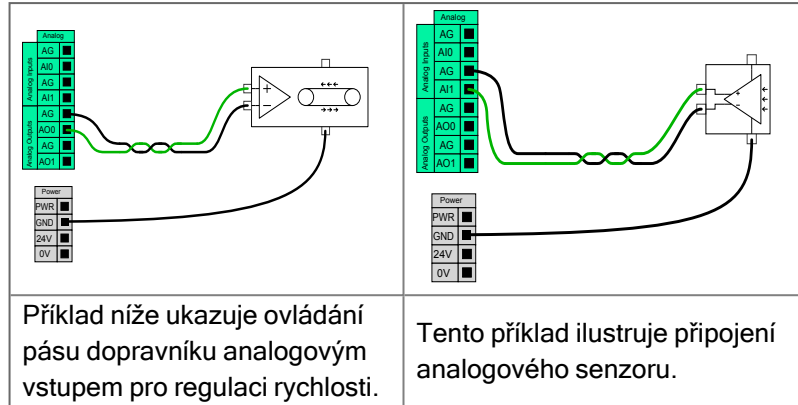 Analog
Analog Inputs
AG
AI0
AG
AI1
Analog Outputs
AG
AO0
AG
AO1
+
−
←←←
→→→
Power
PWR
GND
24V
0V
Příklad níže ukazuje ovládání
pásu dopravníku analogovým
vstupem pro regulaci rychlosti.
Analog
Analog Inputs
AG
AI0
AG
AI1
Analog Outputs
AG
AO0
AG
AO1
+
-
Power
PWR
GND
24V
0V
Tento příklad ilustruje připojení
analogového senzoru.